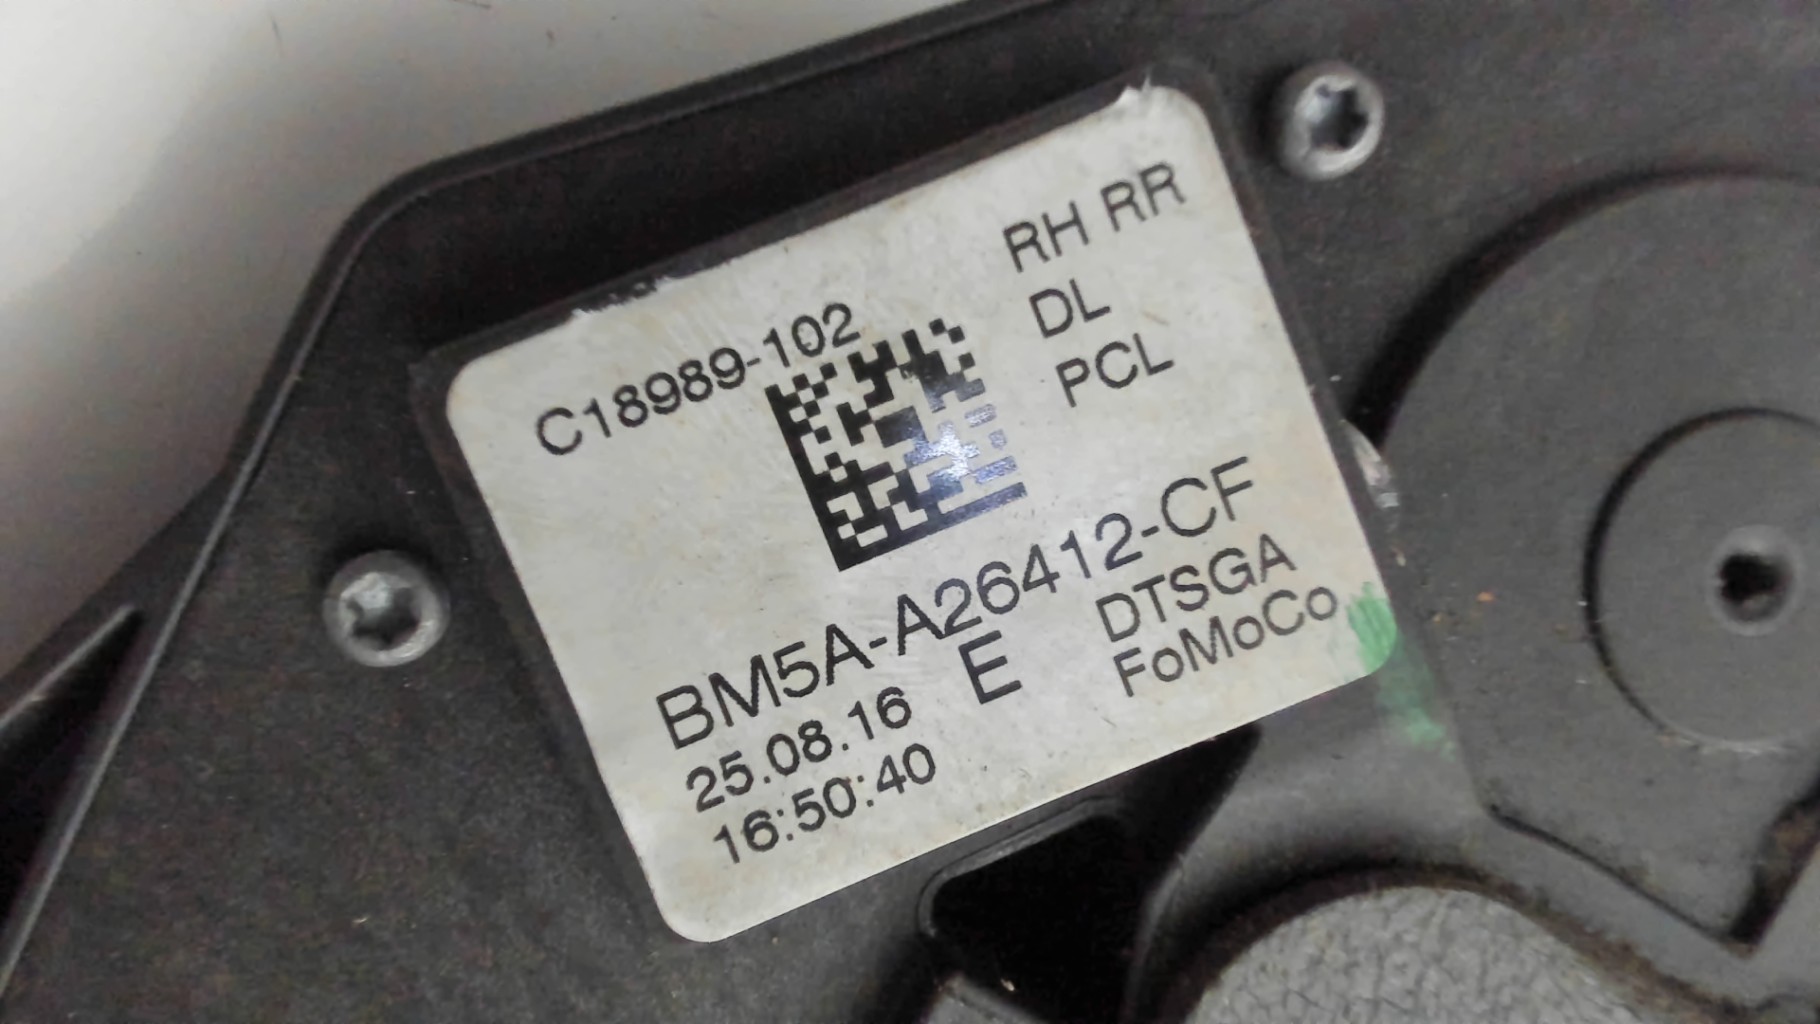 C18989-102
RH RR
DL
PCL
BM5A-A26412-CF
25.08.16
E
DTSGA
16:50:40
FoMoCo